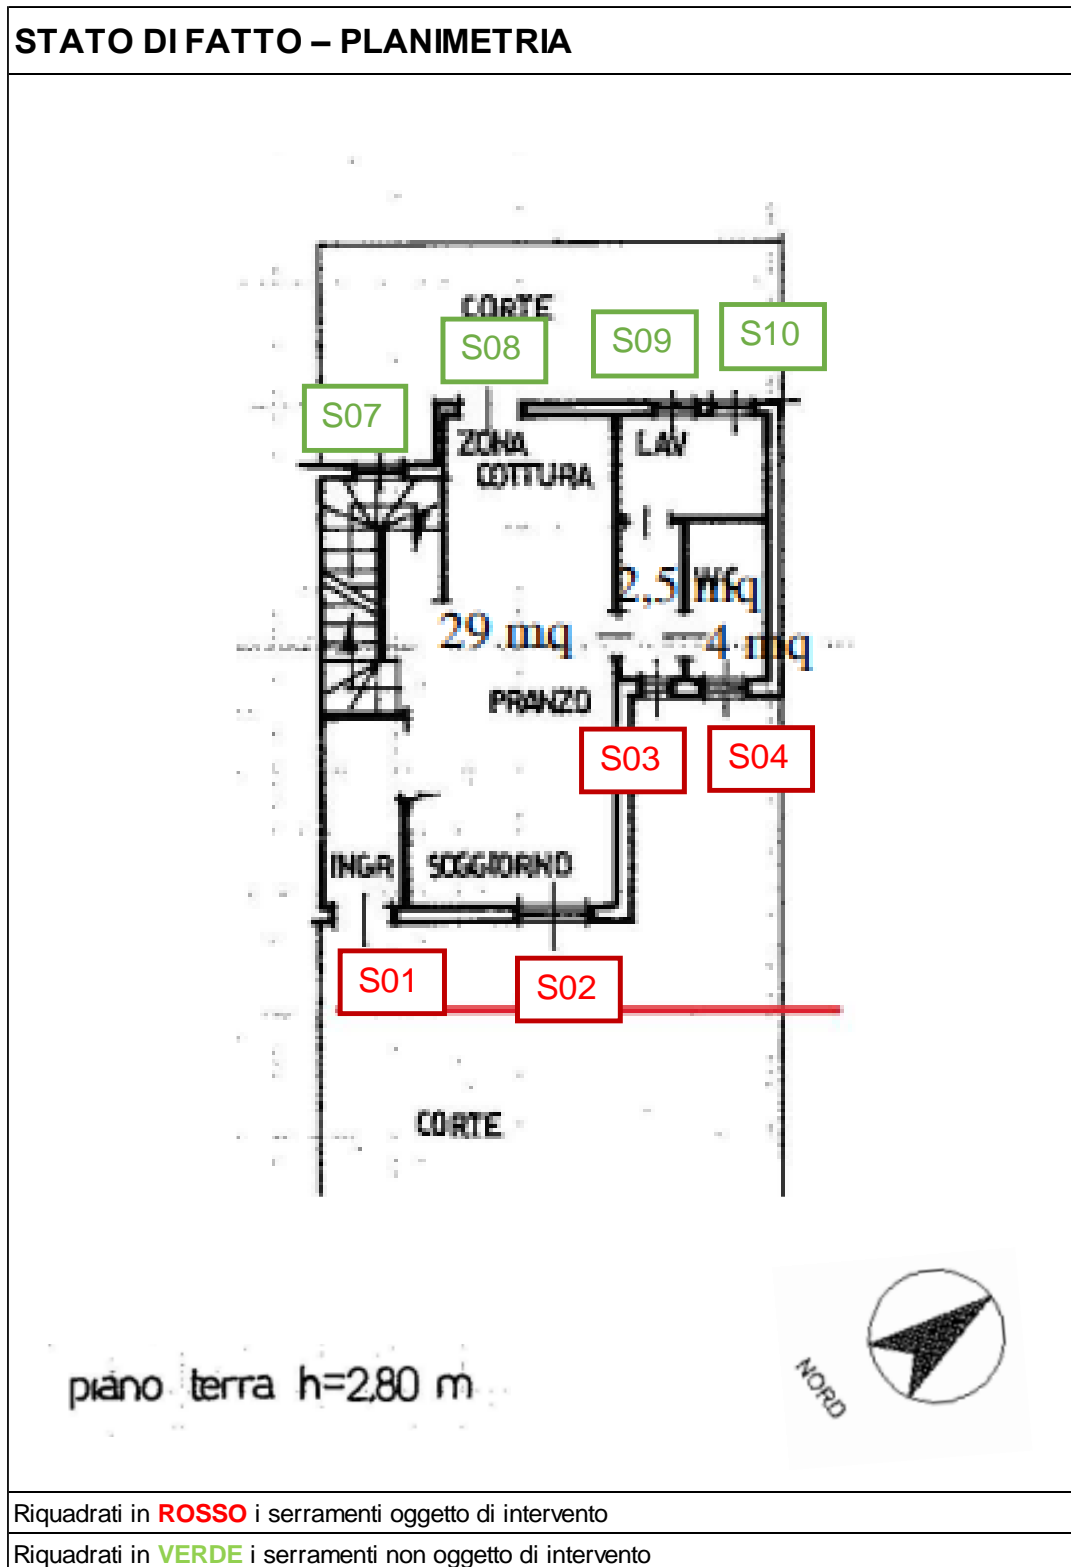 STATO DI FATTO – PLANIMETRIA
CORTE
S08
S09
S10
S07
ZONA
COTTURA
LAV
2,5 mq
29 mq
4 mq
PRANZO
S03
S04
INGR
SOGGIORNO
S01
S02
CORTE
NORD
piano terra h=2,80 m
Riquadrati in ROSSO i serramenti oggetto di intervento
Riquadrati in VERDE i serramenti non oggetto di intervento